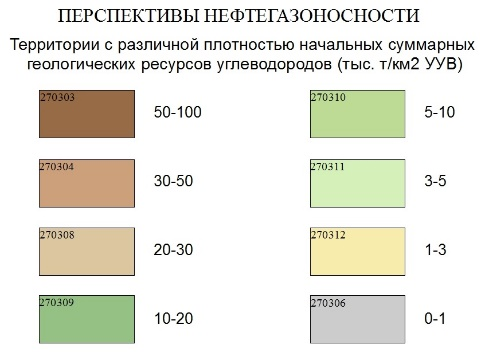 ПЕРСПЕКТИВЫ НЕФТЕГАЗОНОСНОСТИ
Территории с различной плотностью начальных суммарных
геологических ресурсов углеводородов (тыс. т/км2 УУВ)
270303 50-100
270304 30-50
270308 20-30
270309 10-20
270310 5-10
270311 3-5
270312 1-3
270306 0-1